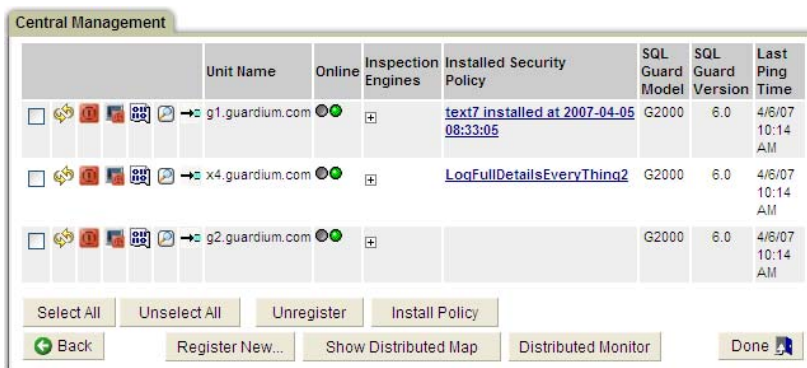 Central Management
Unit Name Online Inspection Engines Installed Security Policy SQL Guard Model SQL Guard Version Last Ping Time
g1.guardium.com text7 installed at 2007-04-05 08:33:05 G2000 6.0 4/6/07 10:14 AM
x4.guardium.com LogFullDetailsEveryThing2 G2000 6.0 4/6/07 10:14 AM
g2.guardium.com G2000 6.0 4/6/07 10:14 AM
Select All Unselect All Unregister Install Policy
Back Register New... Show Distributed Map Distributed Monitor Done